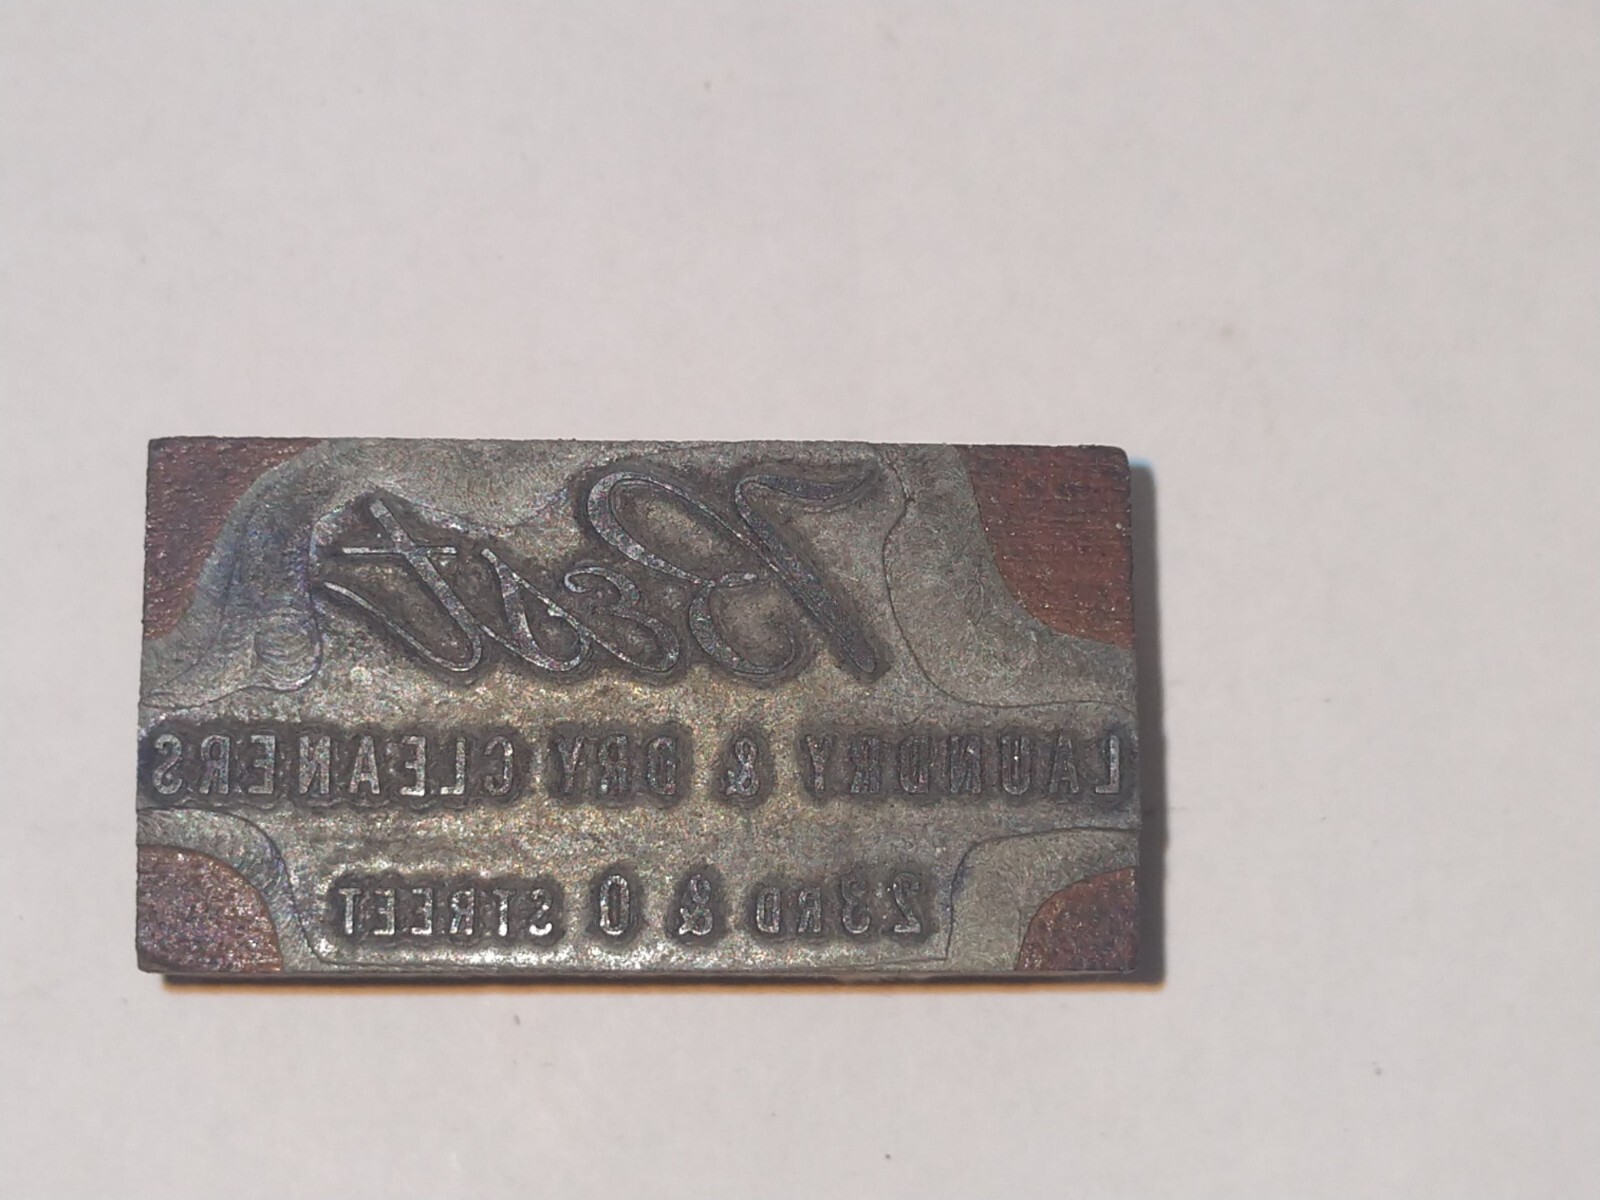 Best
LAUNDRY & DRY CLEANERS
23RD & O STREET